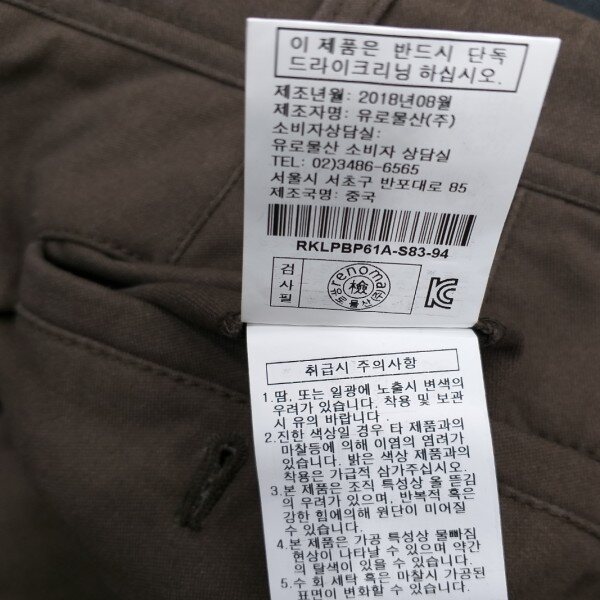 이 제품은 반드시 단독
드라이크리닝 하십시오.
제조년월: 2018년08월
제조자명: 유로물산(주)
소비자상담실:
유로물산 소비자 상담실
TEL: 02)3486-6565
서울시 서초구 반포대로 85
제조국명: 중국
RKLPBP61A-S83-94
검
사
필
renoma
檢
유로물산(주)
취급시 주의사항
1.땀, 또는 일광에 노출시 변색의
우려가 있습니다. 착용 및 보관
시 유의 바랍니다 .
2.진한 색상일 경우 타 제품과의
마찰등에 의해 이염의 염려가
있습니다. 밝은 색상 제품과의
착용은 가급적 삼가주십시오.
3.본 제품은 조직 특성상 올 뜯김
의 우려가 있으며, 반복적 혹은
강한 힘에의해 원단이 미어질
수 있습니다.
4.본 제품은 가공 특성상 물빠짐
현상이 나타날 수 있으며 약간
의 탈색이 있을 수 있습니다.
5.수 회 세탁 혹은 마찰시 가공된
표면이 변화할 수 있습니다.